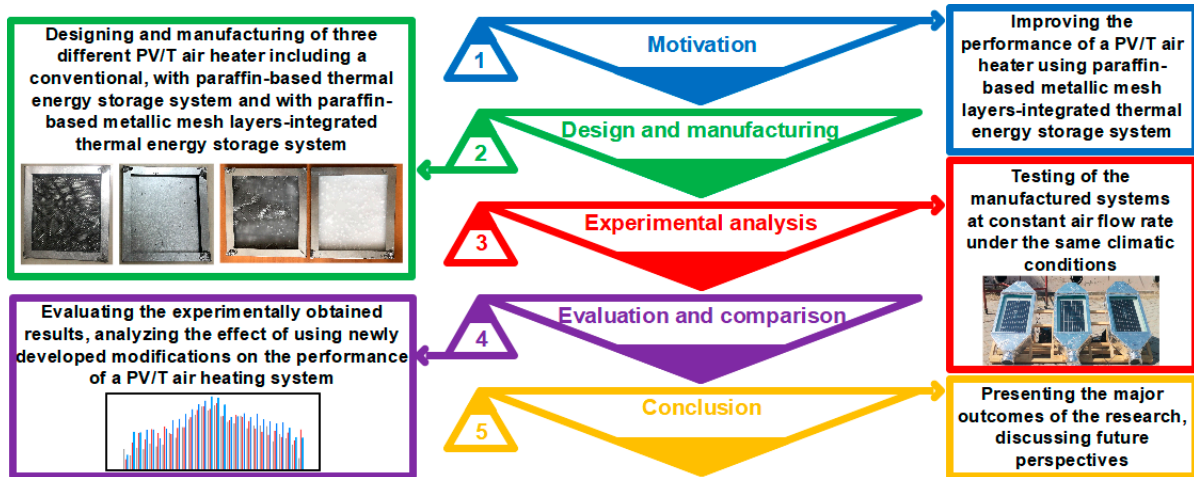 1
Motivation
Improving the
performance of a PV/T air
heater using paraffin-
based metallic mesh
layers-integrated thermal
energy storage system
Designing and manufacturing of three
different PV/T air heater including a
conventional, with paraffin-based thermal
energy storage system and with paraffin-
based metallic mesh layers-integrated
thermal energy storage system
2
Design and manufacturing
3
Experimental analysis
Testing of the
manufactured systems
at constant air flow rate
under the same climatic
conditions
Evaluating the experimentally obtained
results, analyzing the effect of using newly
developed modifications on the performance
of a PV/T air heating system
4
Evaluation and comparison
5
Conclusion
Presenting the major
outcomes of the research,
discussing future
perspectives